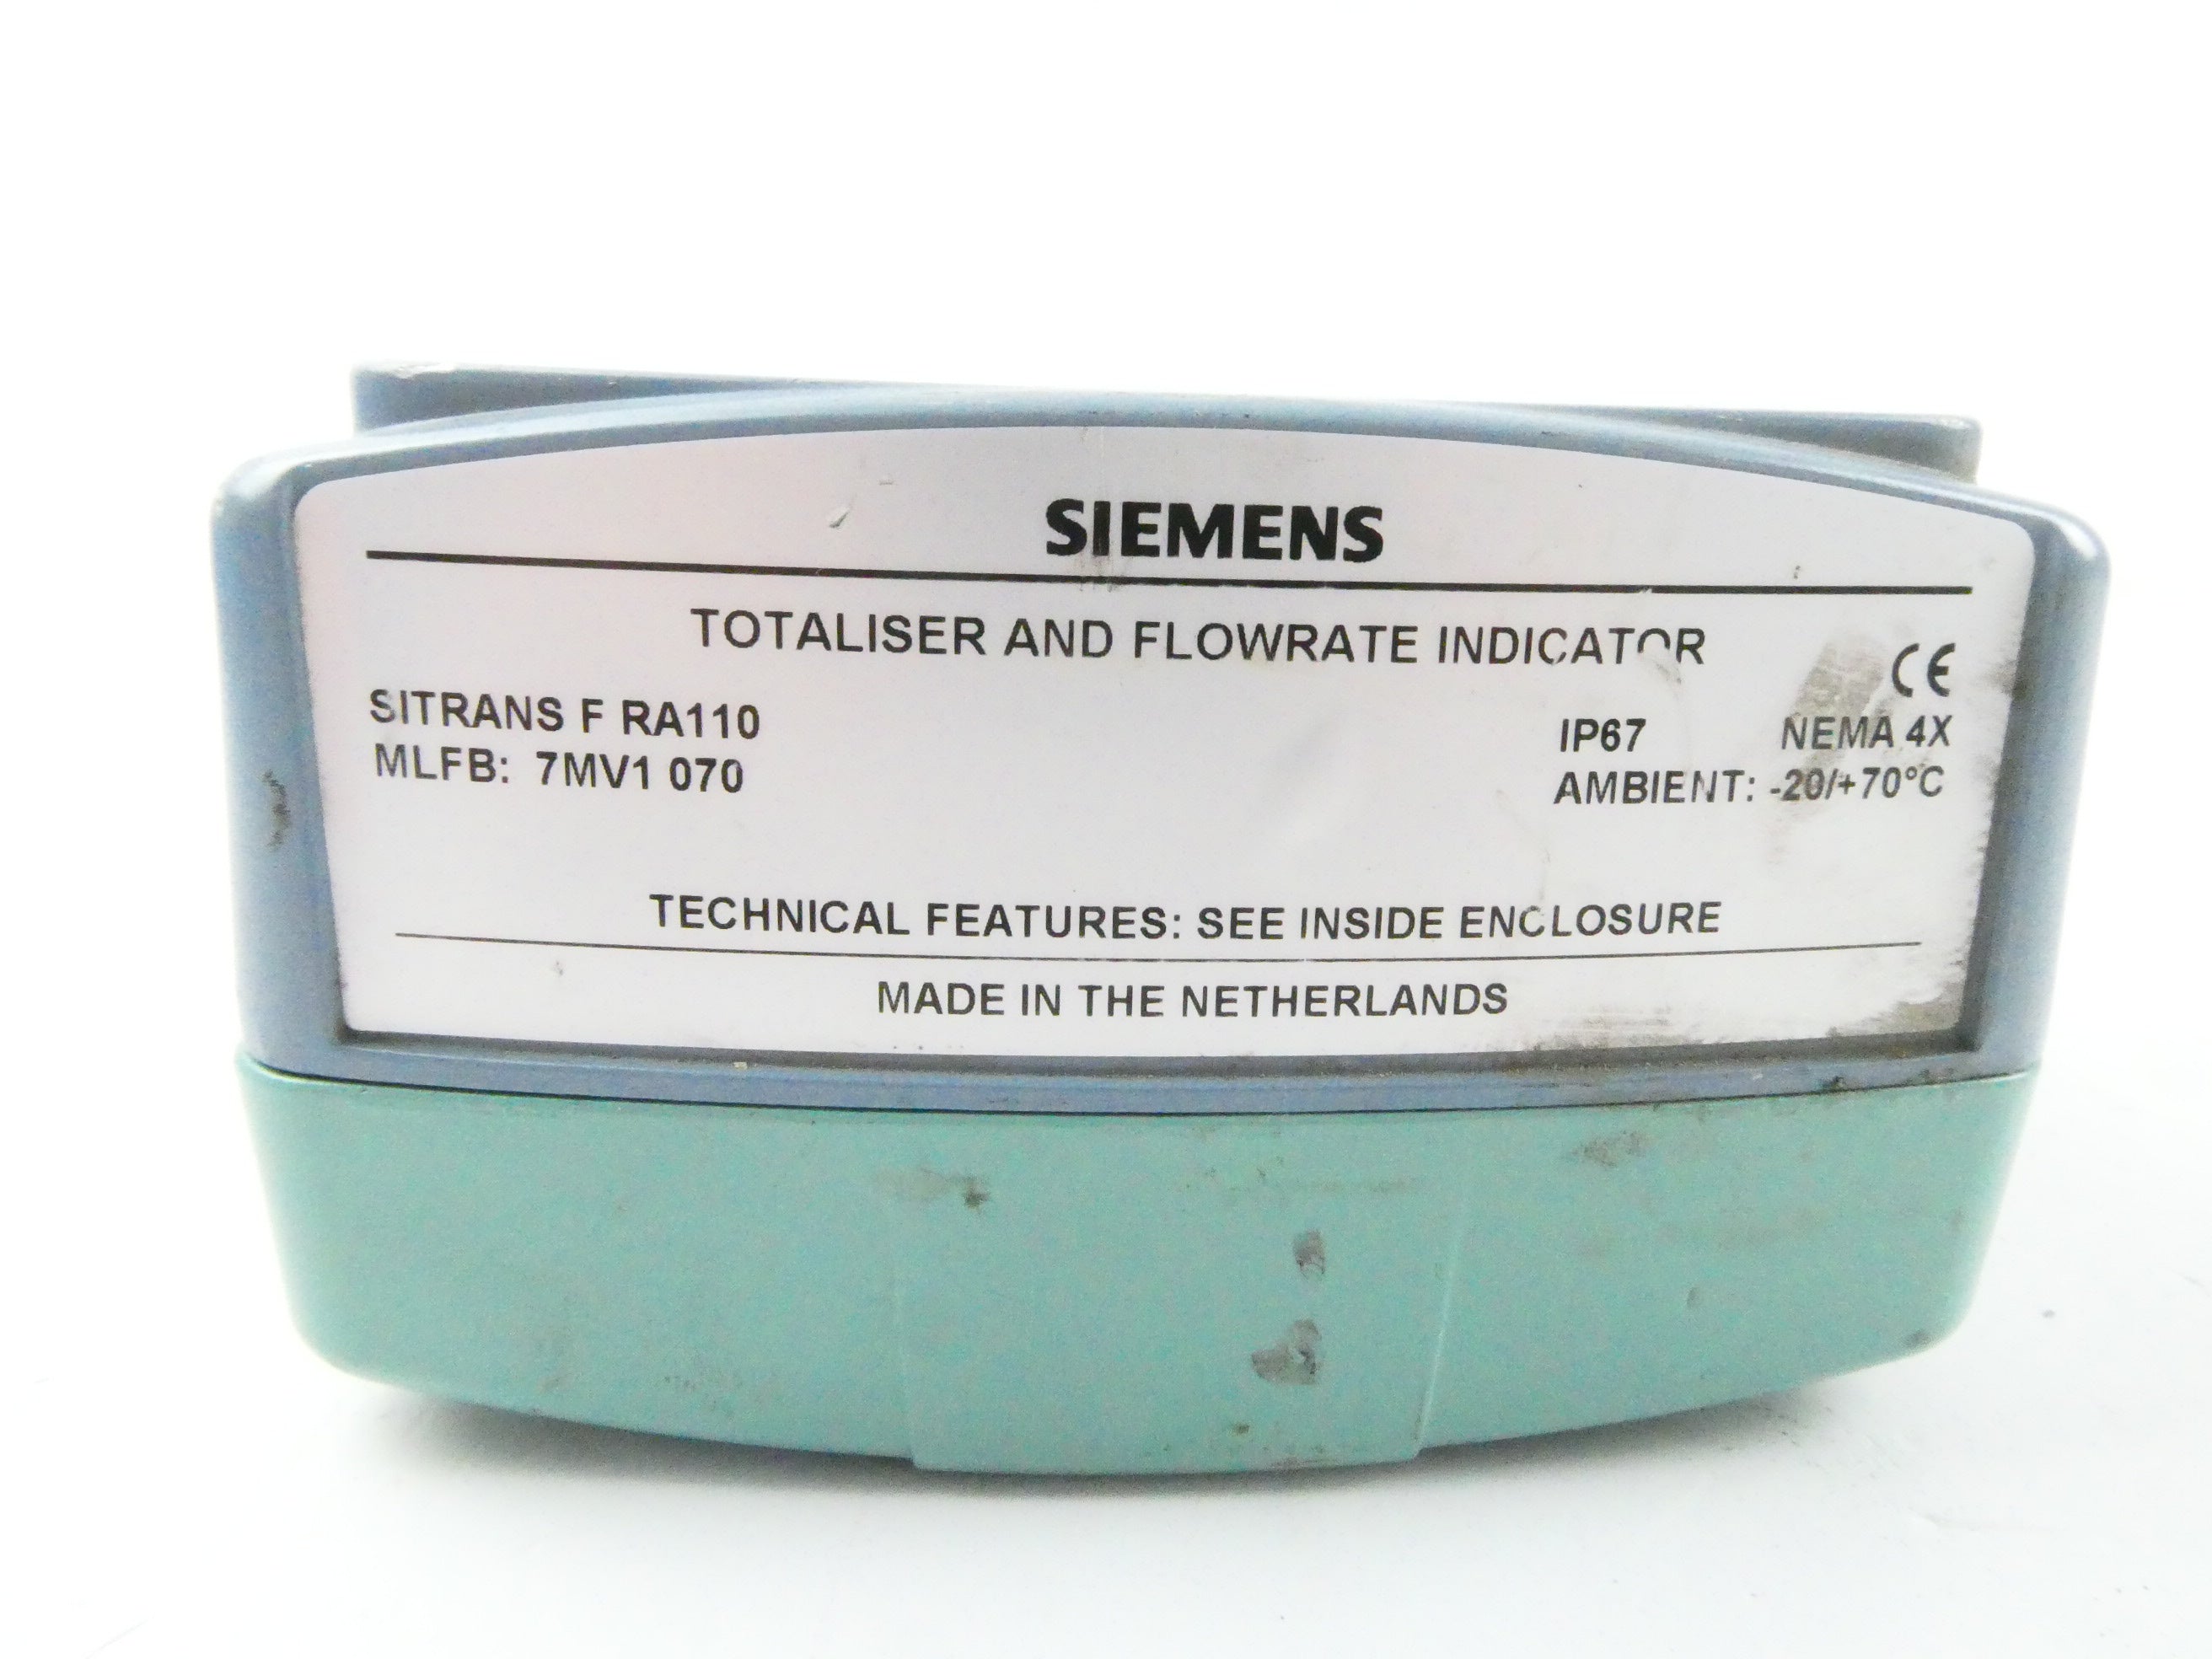 SIEMENS
TOTALISER AND FLOWRATE INDICATOR
CE
SITRANS F RA110
IP67 NEMA 4X
MLFB: 7MV1 070
AMBIENT: -20/+70°C
TECHNICAL FEATURES: SEE INSIDE ENCLOSURE
MADE IN THE NETHERLANDS